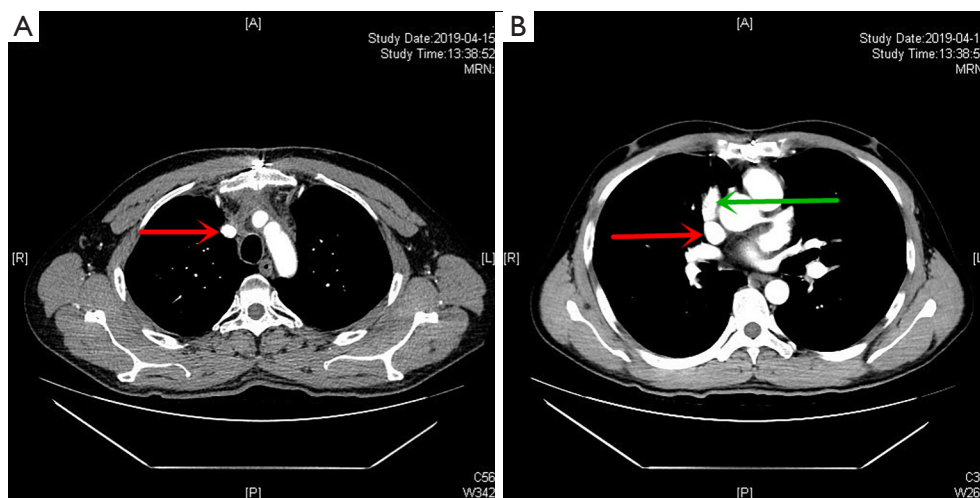 A
[A]
Study Date:2019-04-15
Study Time:13:38:52
MRN:
[R]
[L]
C56
W342
[P]
B
[A]
Study Date:2019-04-1
Study Time:13:38:5
MRN:
[R]
[L]
C3
W26
[P]